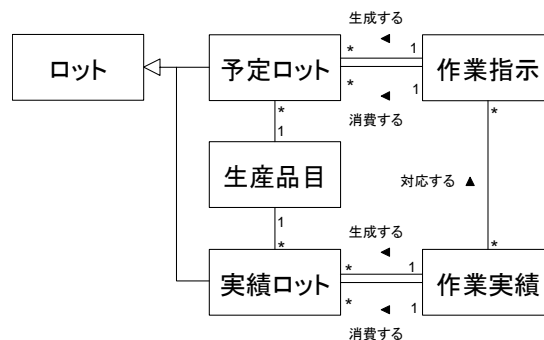 生成する
◀
ロット
予定ロット
* 1
作業指示
* 1
◀
消費する
*
1
*
生産品目
対応する ▲
1
*
生成する
◀
*
実績ロット
* 1
作業実績
* 1
◀
消費する